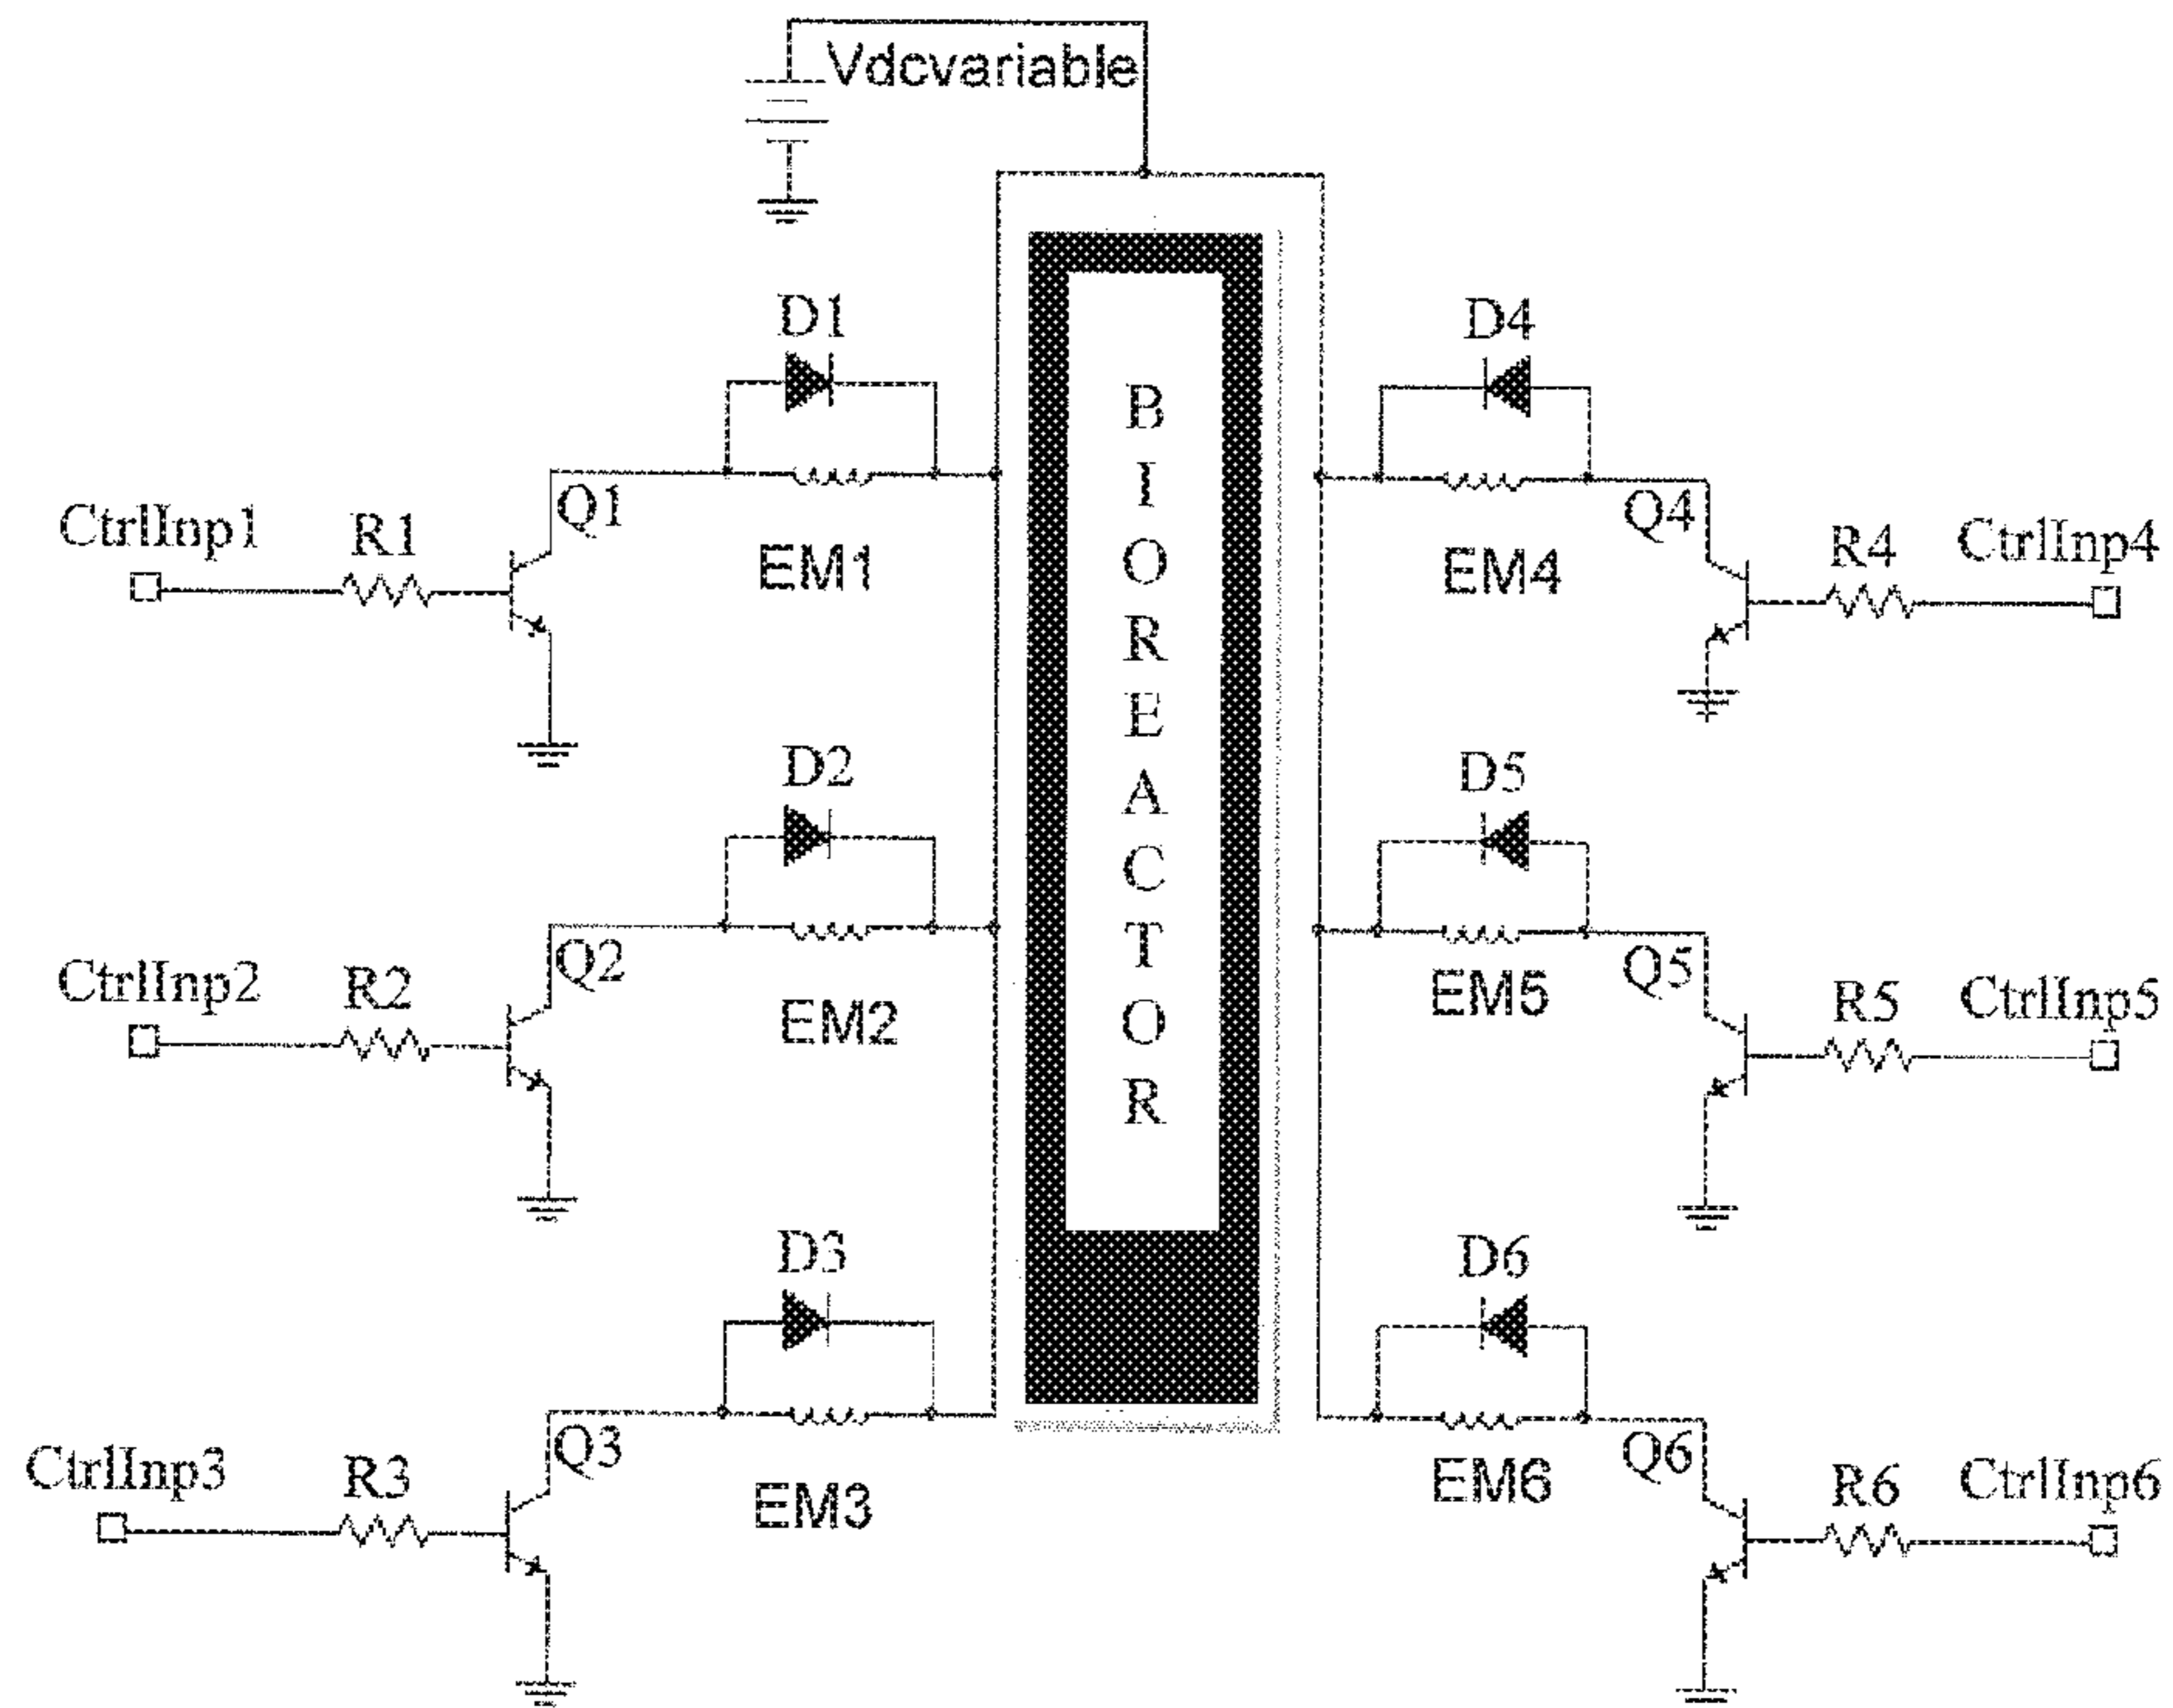 Vdcvariable
D1
D4
Q1
Q4
CtrlInp1
R1
EM1
EM4
R4
CtrlInp4
BIOREACTOR
D2
D5
Q2
Q5
CtrlInp2
R2
EM2
EM5
R5
CtrlInp5
D3
D6
Q3
Q6
CtrlInp3
R3
EM3
EM6
R6
CtrlInp6